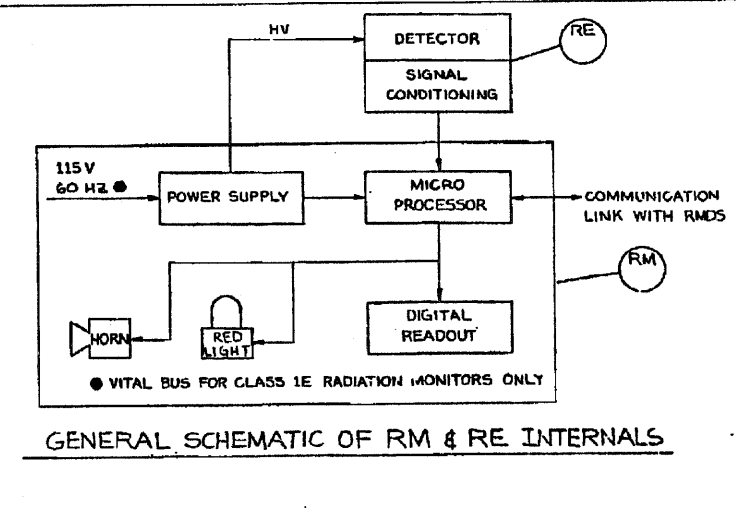 HV
DETECTOR
RE
SIGNAL
CONDITIONING
115 V
60 HZ ●
POWER SUPPLY
MICRO
PROCESSOR
COMMUNICATION
LINK WITH RMDS
RM
HORN
RED
LIGHT
DIGITAL
READOUT
● VITAL BUS FOR CLASS 1E RADIATION MONITORS ONLY
GENERAL SCHEMATIC OF RM & RE INTERNALS